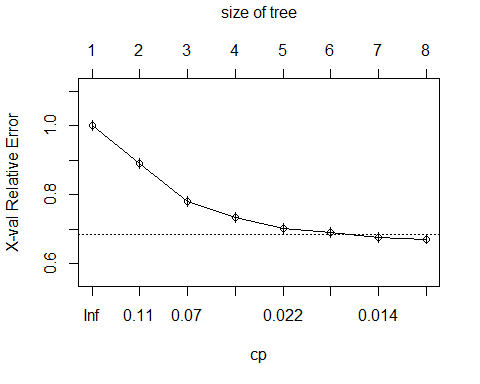 size of tree
1 2 3 4 5 6 7 8
X-val Relative Error
1.0
0.8
0.6
Inf 0.11 0.07 0.022 0.014
cp